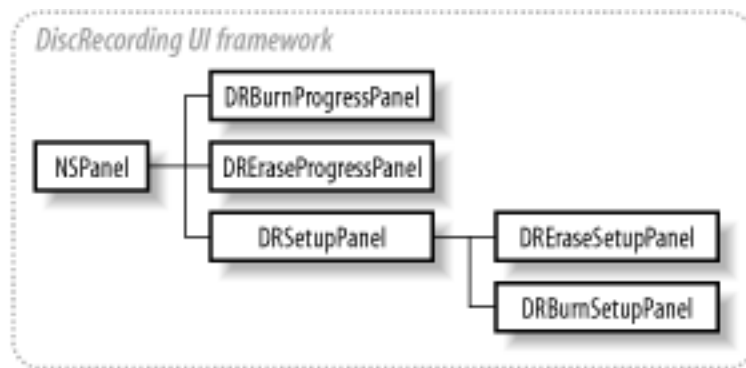 DiscRecording UI framework
DRBurnProgressPanel
NSPanel
DREraseProgressPanel
DRSetupPanel
DREraseSetupPanel
DRBurnSetupPanel